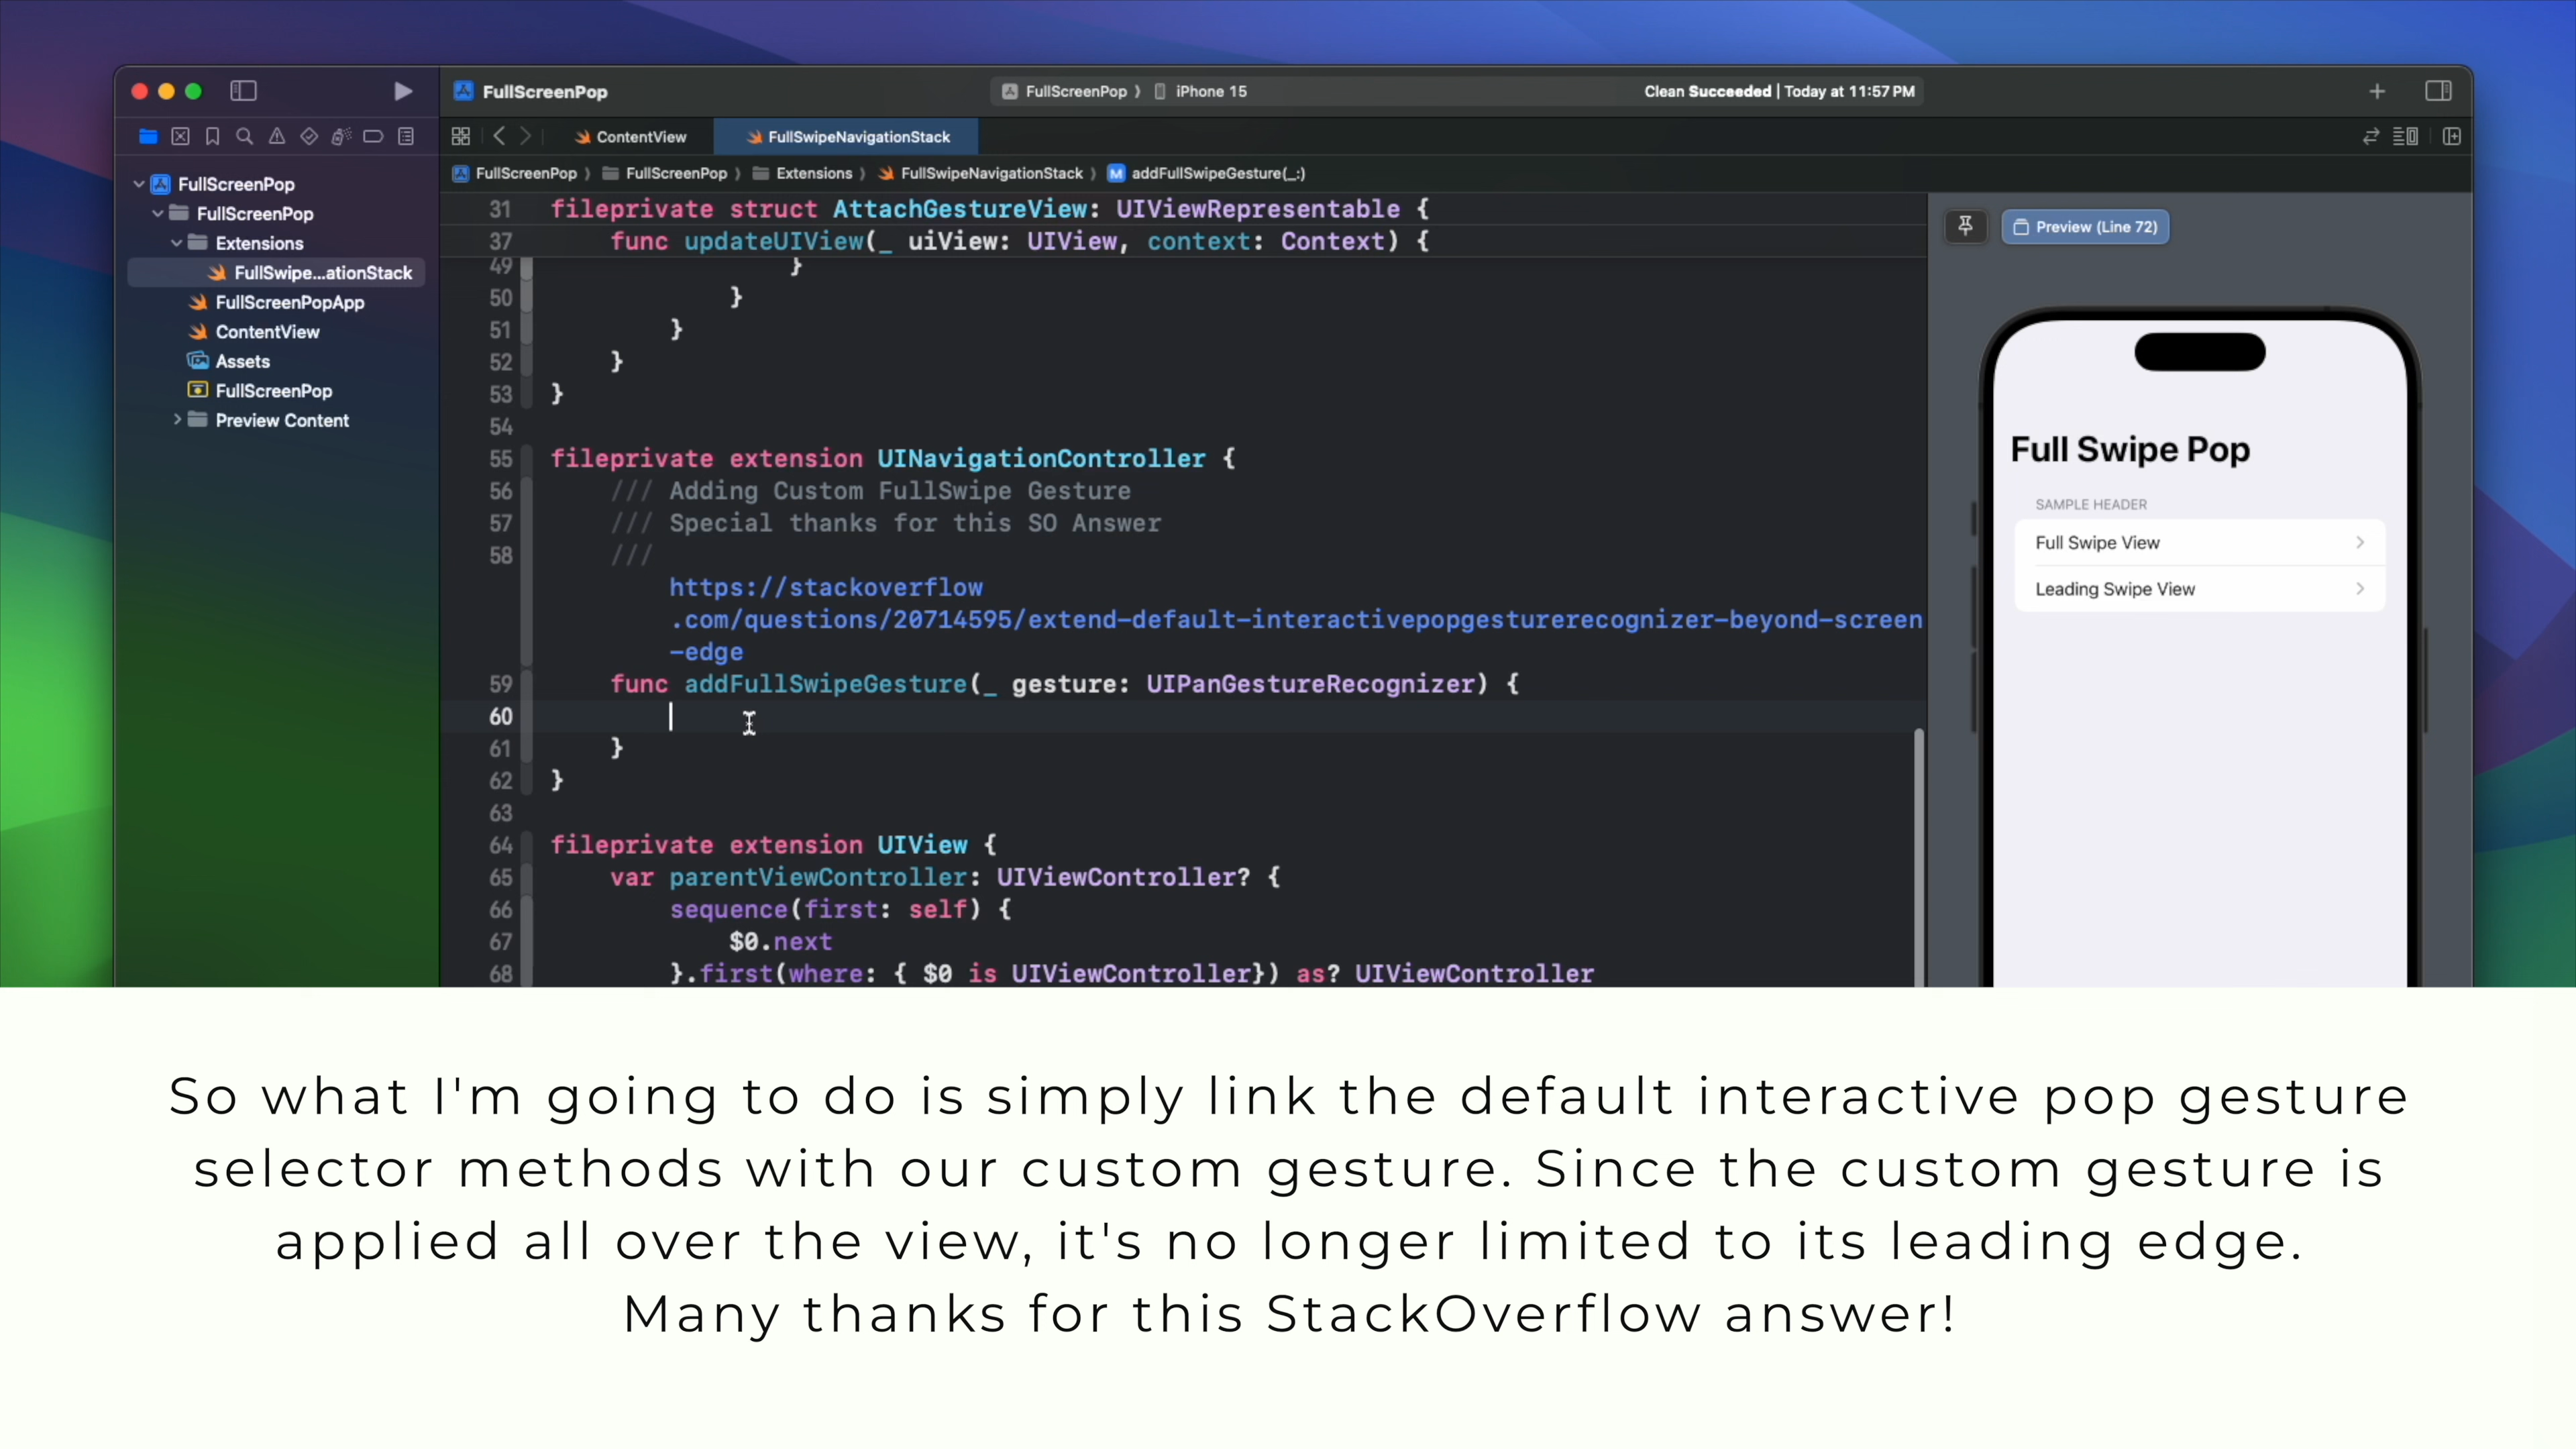 FullScreenPop
FullScreenPop ⟩ iPhone 15
Clean Succeeded | Today at 11:57 PM
ContentView
FullSwipeNavigationStack
FullScreenPop ⟩ FullScreenPop ⟩ Extensions ⟩ FullSwipeNavigationStack ⟩ M addFullSwipeGesture(_:)
FullScreenPop
FullScreenPop
Extensions
FullSwipe...ationStack
FullScreenPopApp
ContentView
Assets
FullScreenPop
Preview Content
31 fileprivate struct AttachGestureView: UIViewRepresentable {
37 func updateUIView(_ uiView: UIView, context: Context) {
49 }
50 }
51 }
52 }
53 }
54
55 fileprivate extension UINavigationController {
56 /// Adding Custom FullSwipe Gesture
57 /// Special thanks for this SO Answer
58 ///
https://stackoverflow
.com/questions/20714595/extend-default-interactivepopgesturerecognizer-beyond-screen
-edge
59 func addFullSwipeGesture(_ gesture: UIPanGestureRecognizer) {
60
61 }
62 }
63
64 fileprivate extension UIView {
65 var parentViewController: UIViewController? {
66 sequence(first: self) {
67 $0.next
68 }.first(where: { $0 is UIViewController}) as? UIViewController
Preview (Line 72)
Full Swipe Pop
SAMPLE HEADER
Full Swipe View
Leading Swipe View
So what I'm going to do is simply link the default interactive pop gesture
selector methods with our custom gesture. Since the custom gesture is
applied all over the view, it's no longer limited to its leading edge.
Many thanks for this StackOverflow answer!